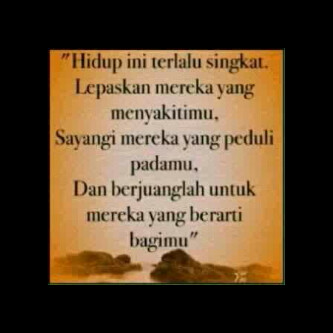 "Hidup ini terlalu singkat.
Lepaskan mereka yang
menyakitimu,
Sayangi mereka yang peduli
padamu,
Dan berjuanglah untuk
mereka yang berarti
bagimu"